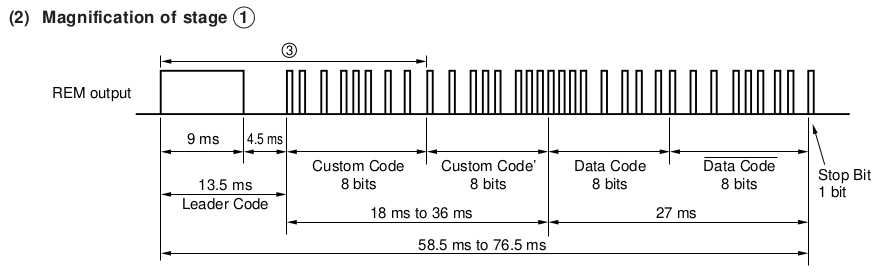 (2) Magnification of stage ①
③
REM output
9 ms
4.5 ms
Custom Code
8 bits
Custom Code'
8 bits
Data Code
8 bits
Data Code
8 bits
Stop Bit
1 bit
13.5 ms
Leader Code
18 ms to 36 ms
27 ms
58.5 ms to 76.5 ms